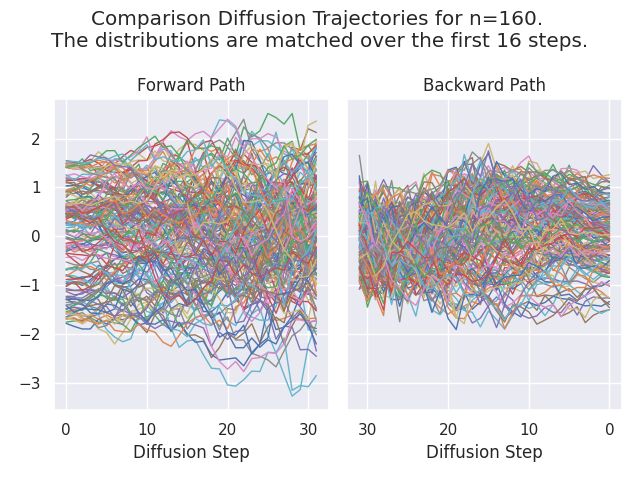 Comparison Diffusion Trajectories for n=160.
The distributions are matched over the first 16 steps.
Forward Path
Backward Path
2
1
0
−1
−2
−3
0 10 20 30
30 20 10 0
Diffusion Step
Diffusion Step